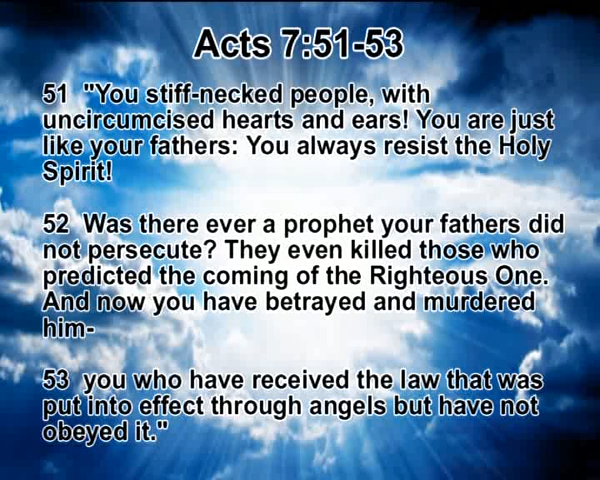 Acts 7:51-53
51 "You stiff-necked people, with
uncircumcised hearts and ears! You are just
like your fathers: You always resist the Holy
Spirit!
52 Was there ever a prophet your fathers did
not persecute? They even killed those who
predicted the coming of the Righteous One.
And now you have betrayed and murdered
him-
53 you who have received the law that was
put into effect through angels but have not
obeyed it."